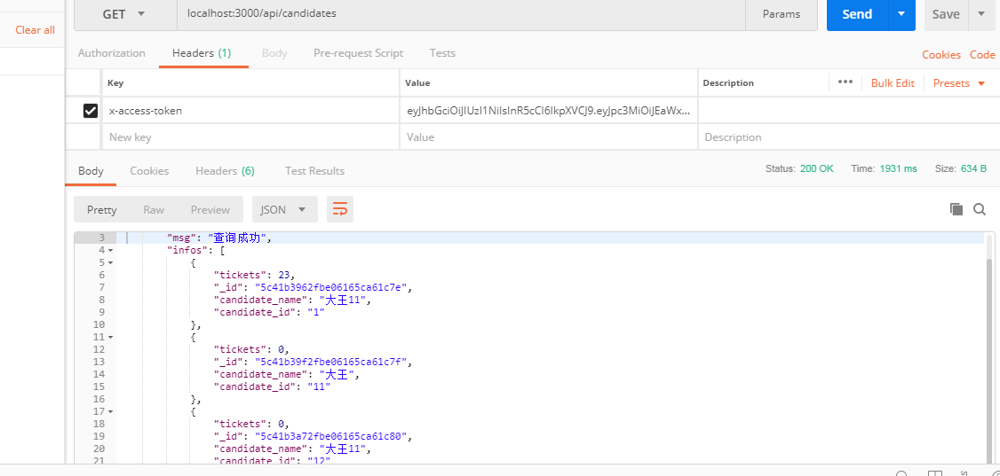 GET localhost:3000/api/candidates Params Send Save
Clear all
Authorization Headers (1) Body Pre-request Script Tests Cookies Code
Key Value Description ••• Bulk Edit Presets
x-access-token eyJhbGciOiJIUzI1NiIsInR5cCI6IkpXVCJ9.eyJpc3MiOiJEaWx...
New key Value Description
Body Cookies Headers (6) Test Results Status: 200 OK Time: 1931 ms Size: 634 B
Pretty Raw Preview JSON
3 "msg": "查询成功",
4 "infos": [
5 {
6 "tickets": 23,
7 "_id": "5c41b3962fbe06165ca61c7e",
8 "candidate_name": "大王11",
9 "candidate_id": "1"
10 },
11 {
12 "tickets": 0,
13 "_id": "5c41b39f2fbe06165ca61c7f",
14 "candidate_name": "大王",
15 "candidate_id": "11"
16 },
17 {
18 "tickets": 0,
19 "_id": "5c41b3a72fbe06165ca61c80",
20 "candidate_name": "大王11",
21 "candidate_id": "12"